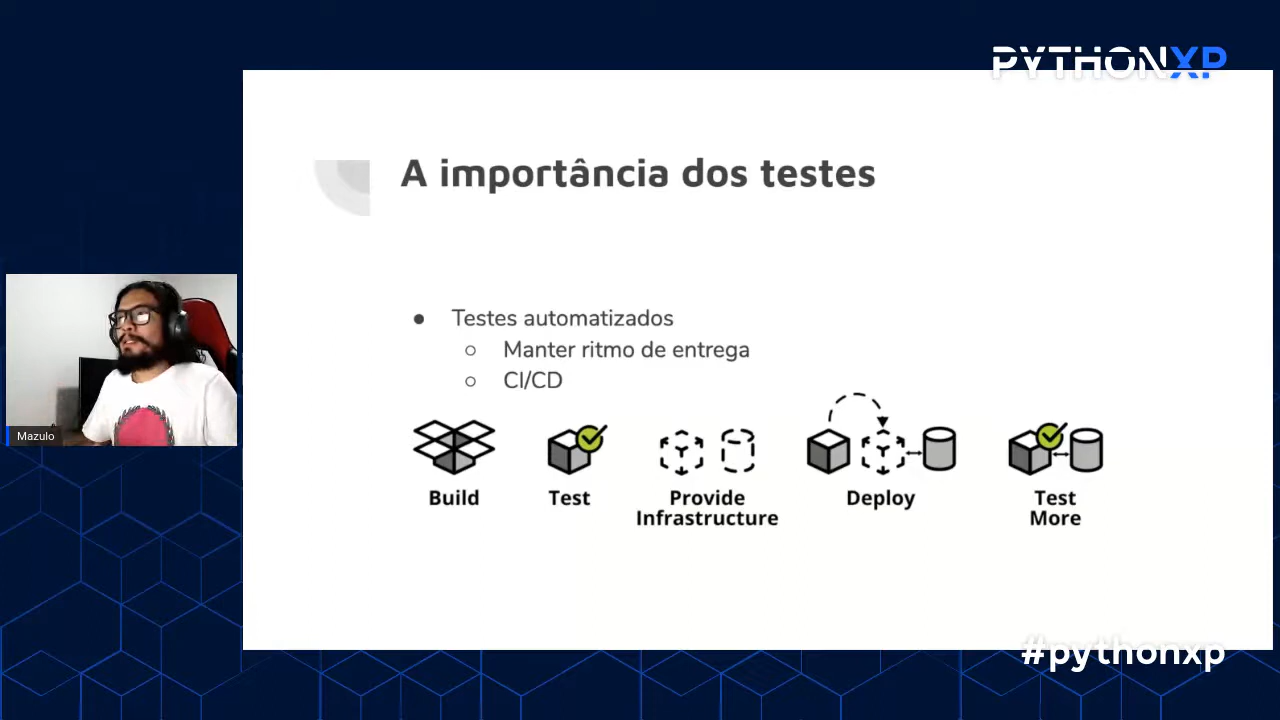 PYTHONXP
A importância dos testes
● Testes automatizados
○ Manter ritmo de entrega
○ CI/CD
Build
Test
Provide
Infrastructure
Deploy
Test
More
Mazulo
#pythonxp